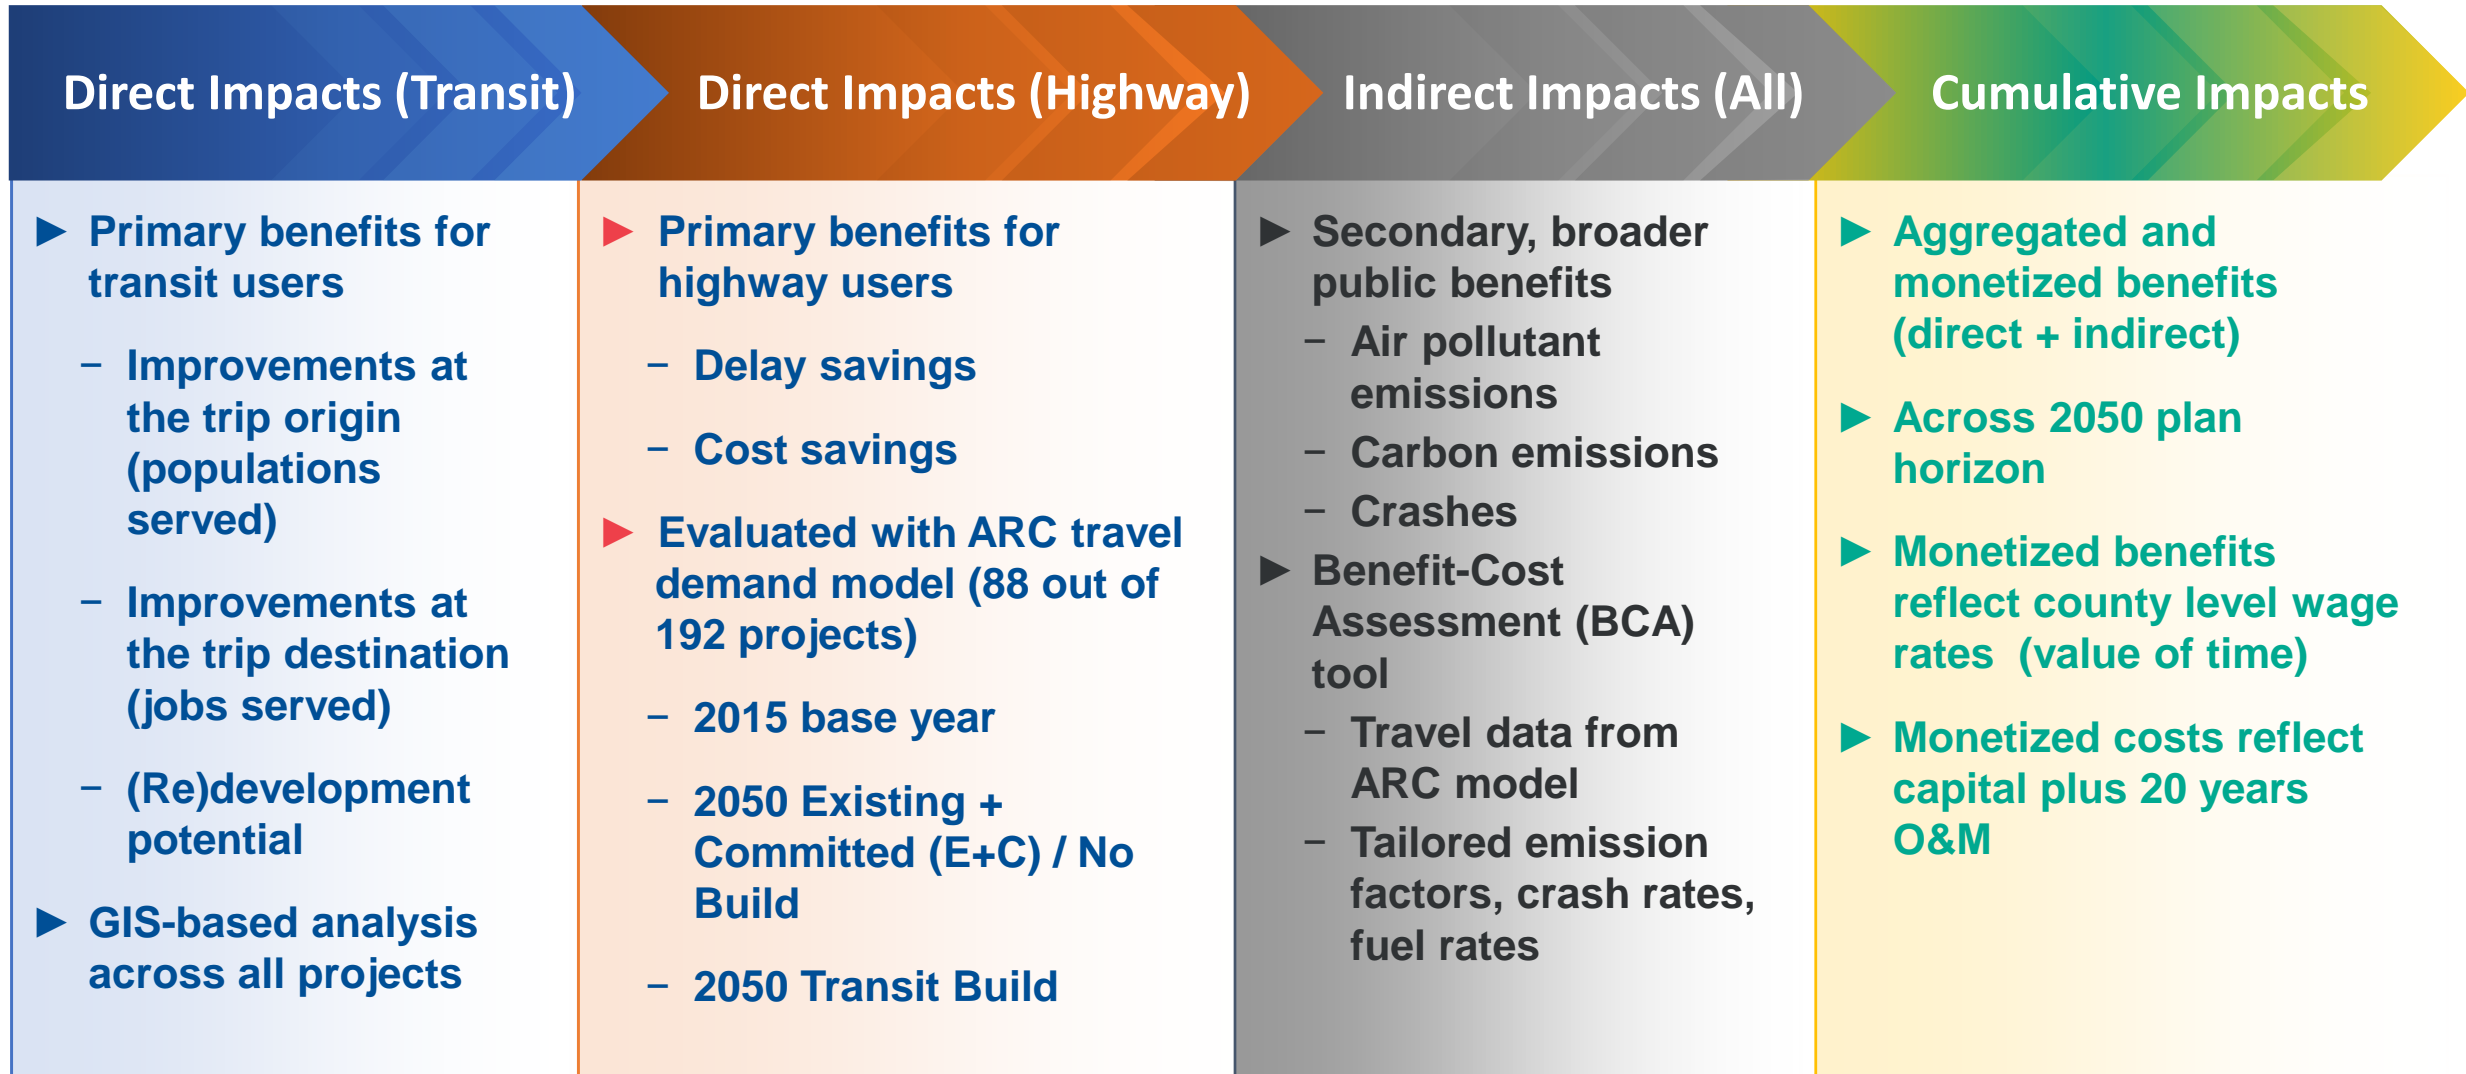 Direct Impacts (Transit)
► Primary benefits for
transit users
– Improvements at
the trip origin
(populations
served)
– Improvements at
the trip destination
(jobs served)
– (Re)development
potential
► GIS-based analysis
across all projects
Direct Impacts (Highway)
► Primary benefits for
highway users
– Delay savings
– Cost savings
► Evaluated with ARC travel
demand model (88 out of
192 projects)
– 2015 base year
– 2050 Existing +
Committed (E+C) / No
Build
– 2050 Transit Build
Indirect Impacts (All)
► Secondary, broader
public benefits
– Air pollutant
emissions
– Carbon emissions
– Crashes
► Benefit-Cost
Assessment (BCA)
tool
– Travel data from
ARC model
– Tailored emission
factors, crash rates,
fuel rates
Cumulative Impacts
► Aggregated and
monetized benefits
(direct + indirect)
► Across 2050 plan
horizon
► Monetized benefits
reflect county level wage
rates  (value of time)
► Monetized costs reflect
capital plus 20 years
O&M